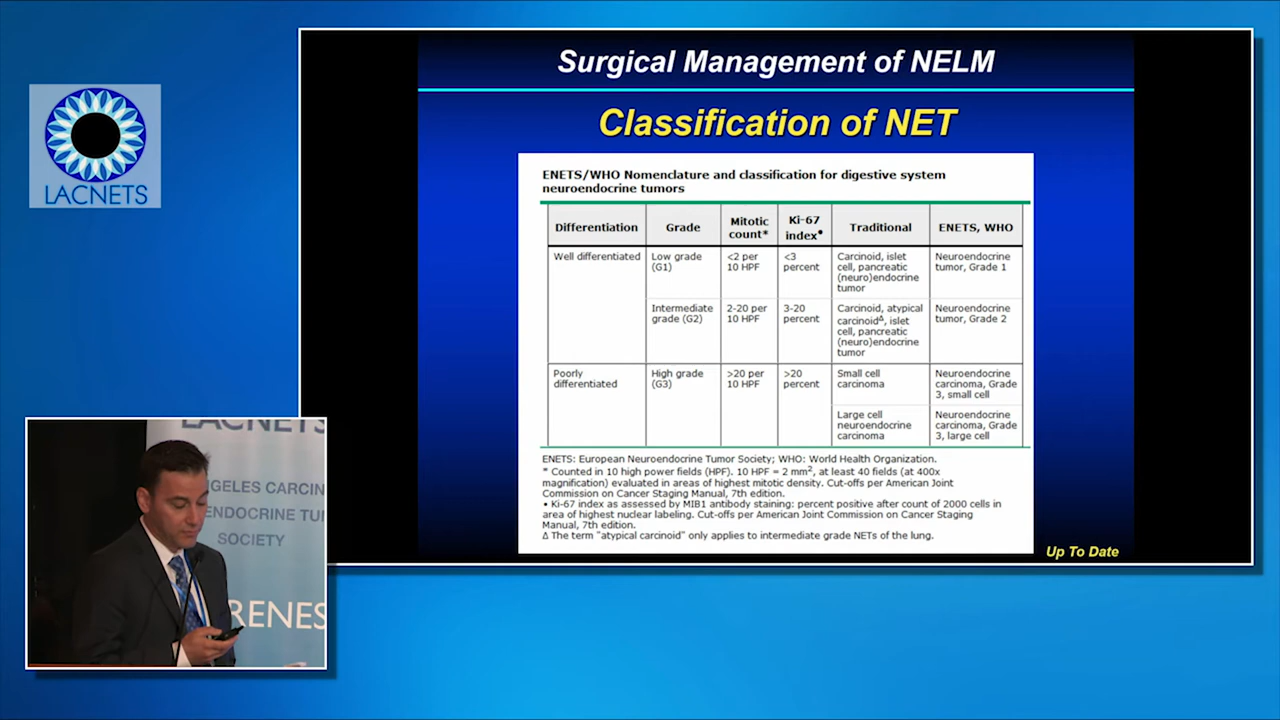 Surgical Management of NELM
Classification of NET
LACNETS
ENETS/WHO Nomenclature and classification for digestive system
neuroendocrine tumors
Differentiation
Grade
Mitotic
count*
Ki-67
index•
Traditional
ENETS, WHO
Well differentiated
Low grade
(G1)
<2 per
10 HPF
<3
percent
Carcinoid, islet
cell, pancreatic
(neuro)endocrine
tumor
Neuroendocrine
tumor, Grade 1
Intermediate
grade (G2)
2-20 per
10 HPF
3-20
percent
Carcinoid, atypical
carcinoidΔ, islet
cell, pancreatic
(neuro)endocrine
tumor
Neuroendocrine
tumor, Grade 2
Poorly
differentiated
High grade
(G3)
>20 per
10 HPF
>20
percent
Small cell
carcinoma
Neuroendocrine
carcinoma, Grade
3, small cell
Large cell
neuroendocrine
carcinoma
Neuroendocrine
carcinoma, Grade
3, large cell
ENETS: European Neuroendocrine Tumor Society; WHO: World Health Organization.
* Counted in 10 high power fields (HPF). 10 HPF = 2 mm², at least 40 fields (at 400x
magnification) evaluated in areas of highest mitotic density. Cut-offs per American Joint
Commission on Cancer Staging Manual, 7th edition.
• Ki-67 index as assessed by MIB1 antibody staining: percent positive after count of 2000 cells in
area of highest nuclear labeling. Cut-offs per American Joint Commission on Cancer Staging
Manual, 7th edition.
Δ The term "atypical carcinoid" only applies to intermediate grade NETs of the lung.
Up To Date
LACNETS
GELES CARCIN
ENDOCRINE TU
SOCIETY
RENES